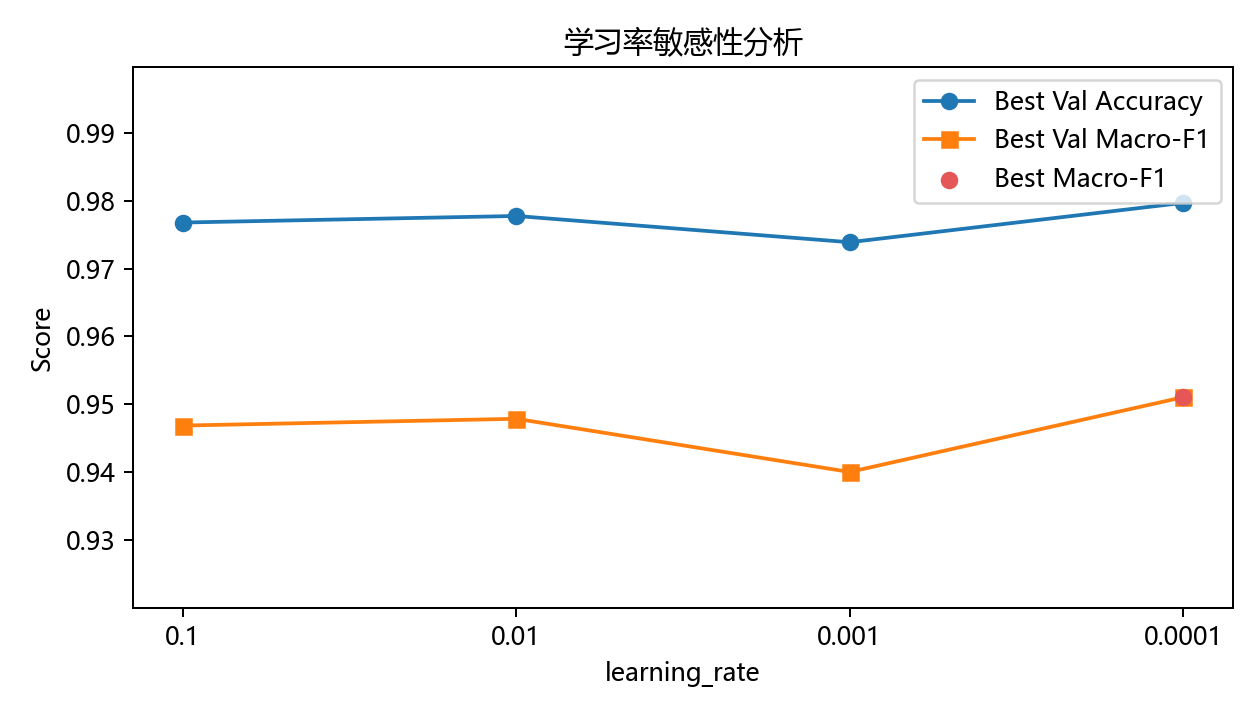 学习率敏感性分析
Best Val Accuracy
Best Val Macro-F1
Best Macro-F1
0.99
0.98
0.97
0.96
0.95
0.94
0.93
Score
0.1 0.01 0.001 0.0001
learning_rate